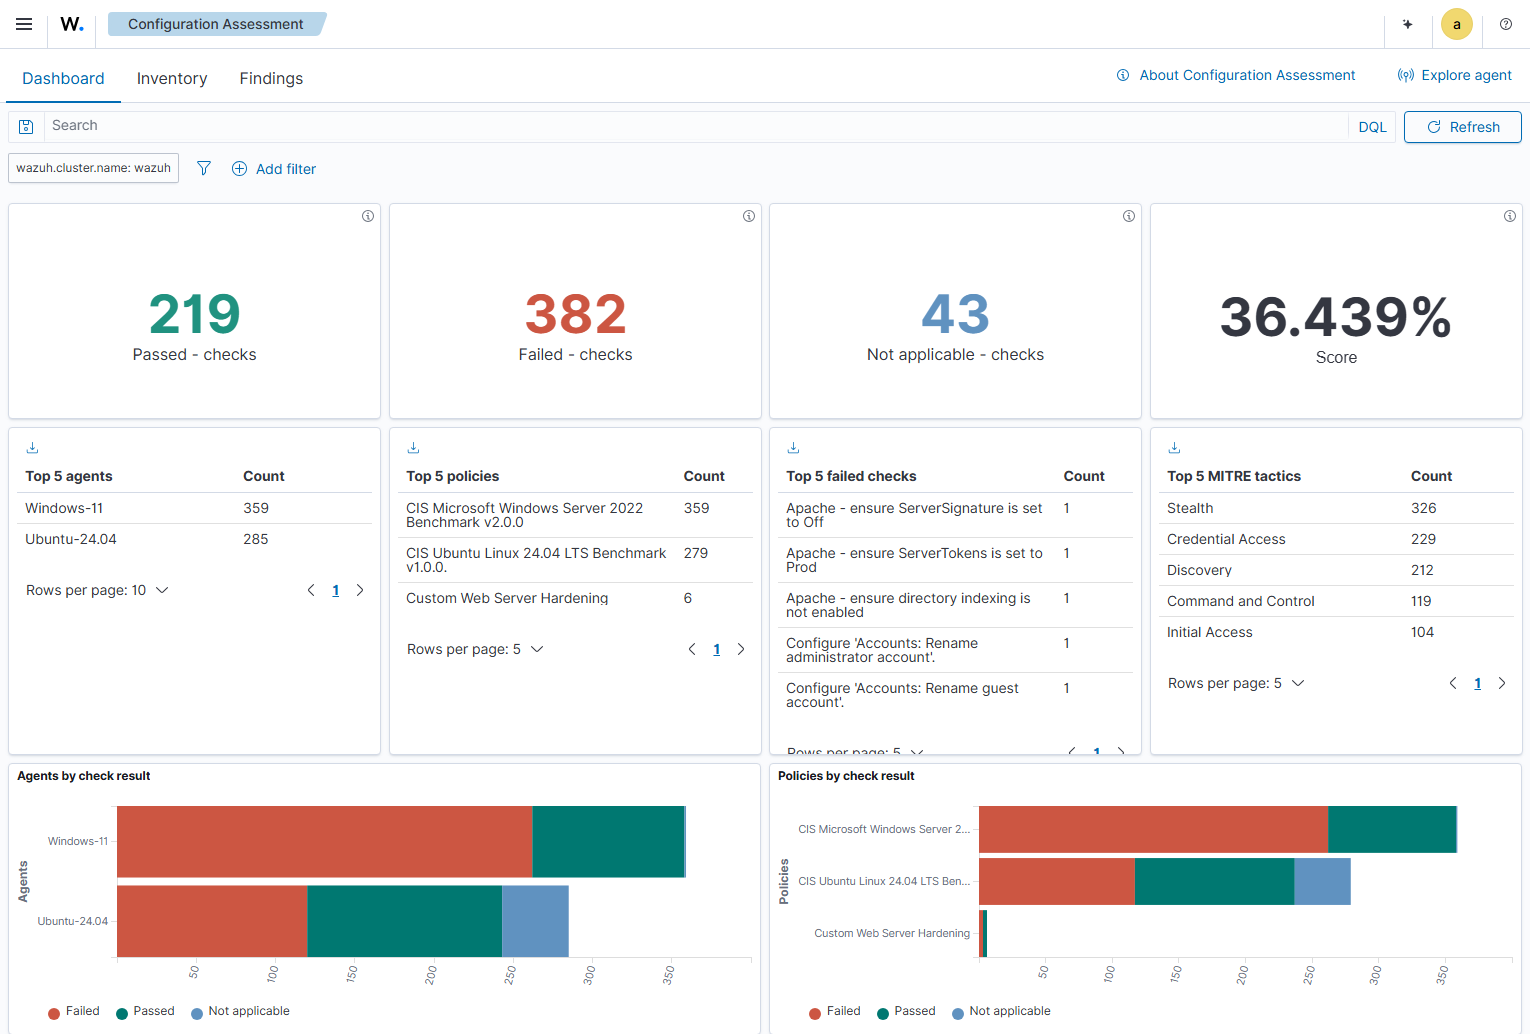 W.
Configuration Assessment
a
Dashboard
Inventory
Findings
About Configuration Assessment
Explore agent
Search
DQL
Refresh
wazuh.cluster.name: wazuh
Add filter
219
Passed - checks
382
Failed - checks
43
Not applicable - checks
36.439%
Score
Top 5 agents Count
Windows-11 359
Ubuntu-24.04 285
Rows per page: 10
1
Top 5 policies Count
CIS Microsoft Windows Server 2022 359
Benchmark v2.0.0
CIS Ubuntu Linux 24.04 LTS Benchmark 279
v1.0.0.
Custom Web Server Hardening 6
Rows per page: 5
1
Top 5 failed checks Count
Apache - ensure ServerSignature is set 1
to Off
Apache - ensure ServerTokens is set to 1
Prod
Apache - ensure directory indexing is 1
not enabled
Configure 'Accounts: Rename 1
administrator account'.
Configure 'Accounts: Rename guest 1
account'.
Rows per page: 5
1
Top 5 MITRE tactics Count
Stealth 326
Credential Access 229
Discovery 212
Command and Control 119
Initial Access 104
Rows per page: 5
1
Agents by check result
Agents
Windows-11
Ubuntu-24.04
50 100 150 200 250 300 350
Failed Passed Not applicable
Policies by check result
Policies
CIS Microsoft Windows Server 2...
CIS Ubuntu Linux 24.04 LTS Ben...
Custom Web Server Hardening
50 100 150 200 250 300 350
Failed Passed Not applicable